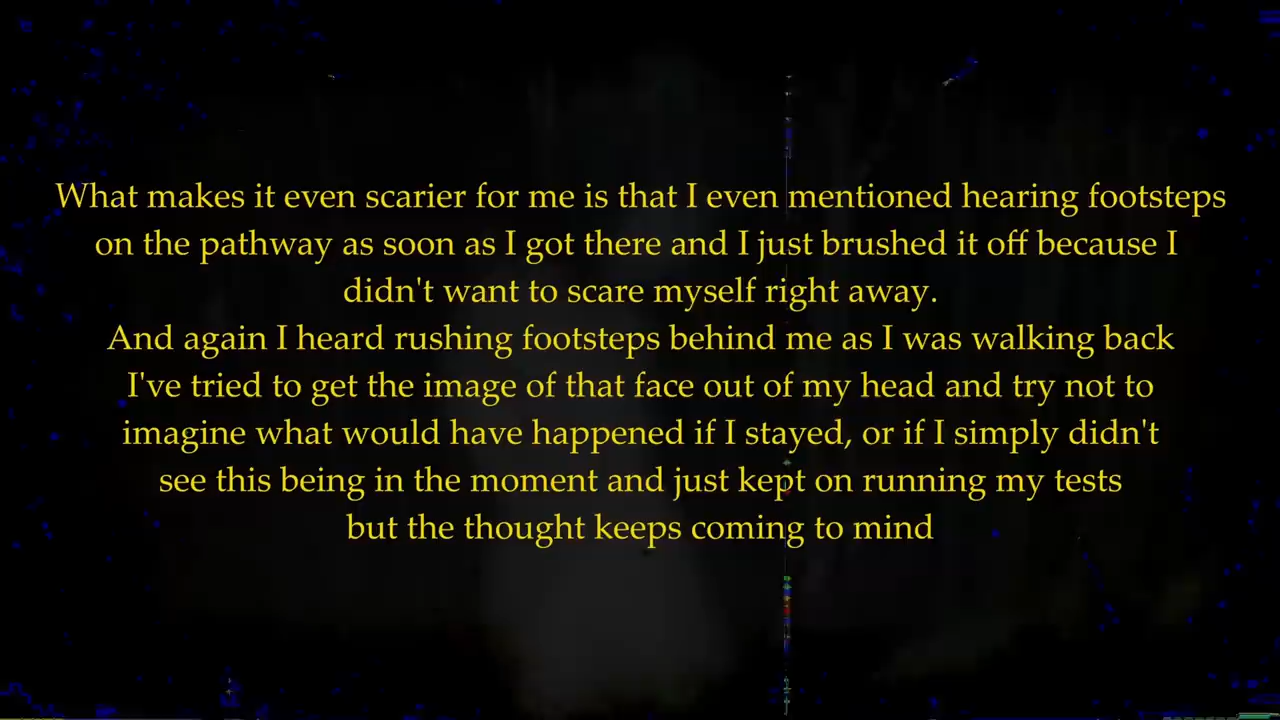 What makes it even scarier for me is that I even mentioned hearing footsteps
on the pathway as soon as I got there and I just brushed it off because I
didn't want to scare myself right away.
And again I heard rushing footsteps behind me as I was walking back
I've tried to get the image of that face out of my head and try not to
imagine what would have happened if I stayed, or if I simply didn't
see this being in the moment and just kept on running my tests
but the thought keeps coming to mind